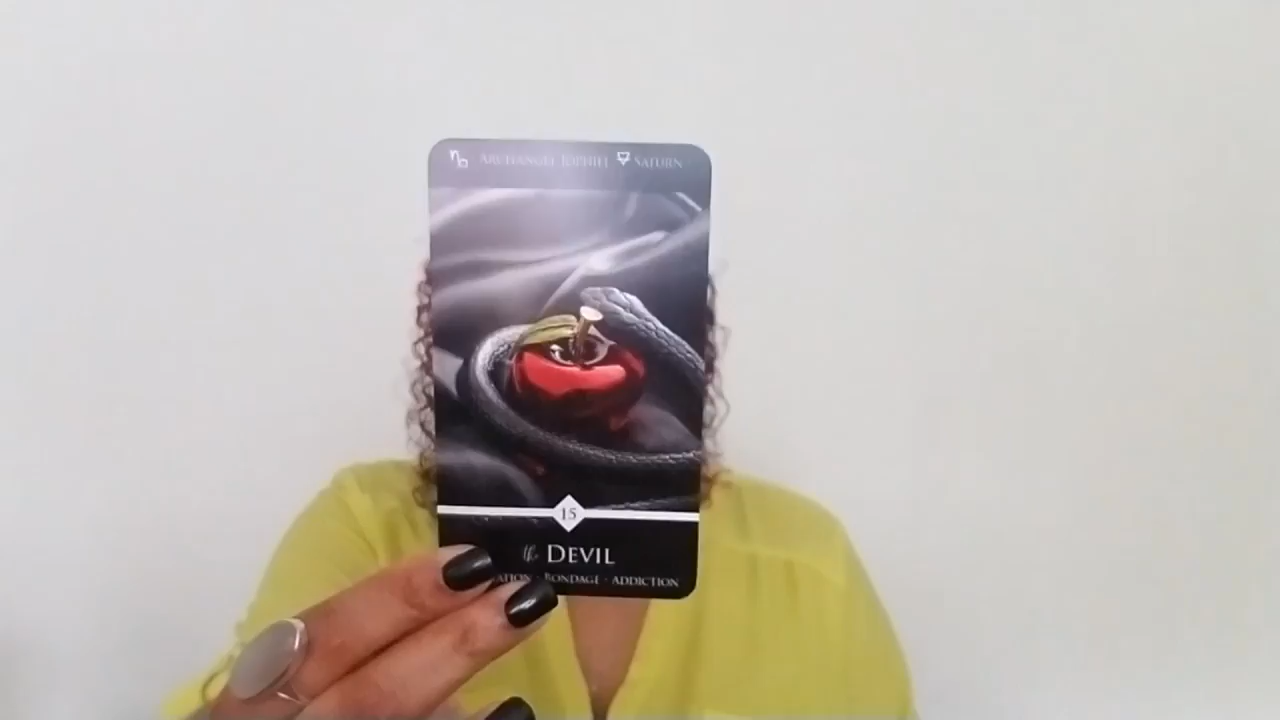 ARCHANGEL JOPHIEL SATURN
15
the DEVIL
BONDAGE · ADDICTION